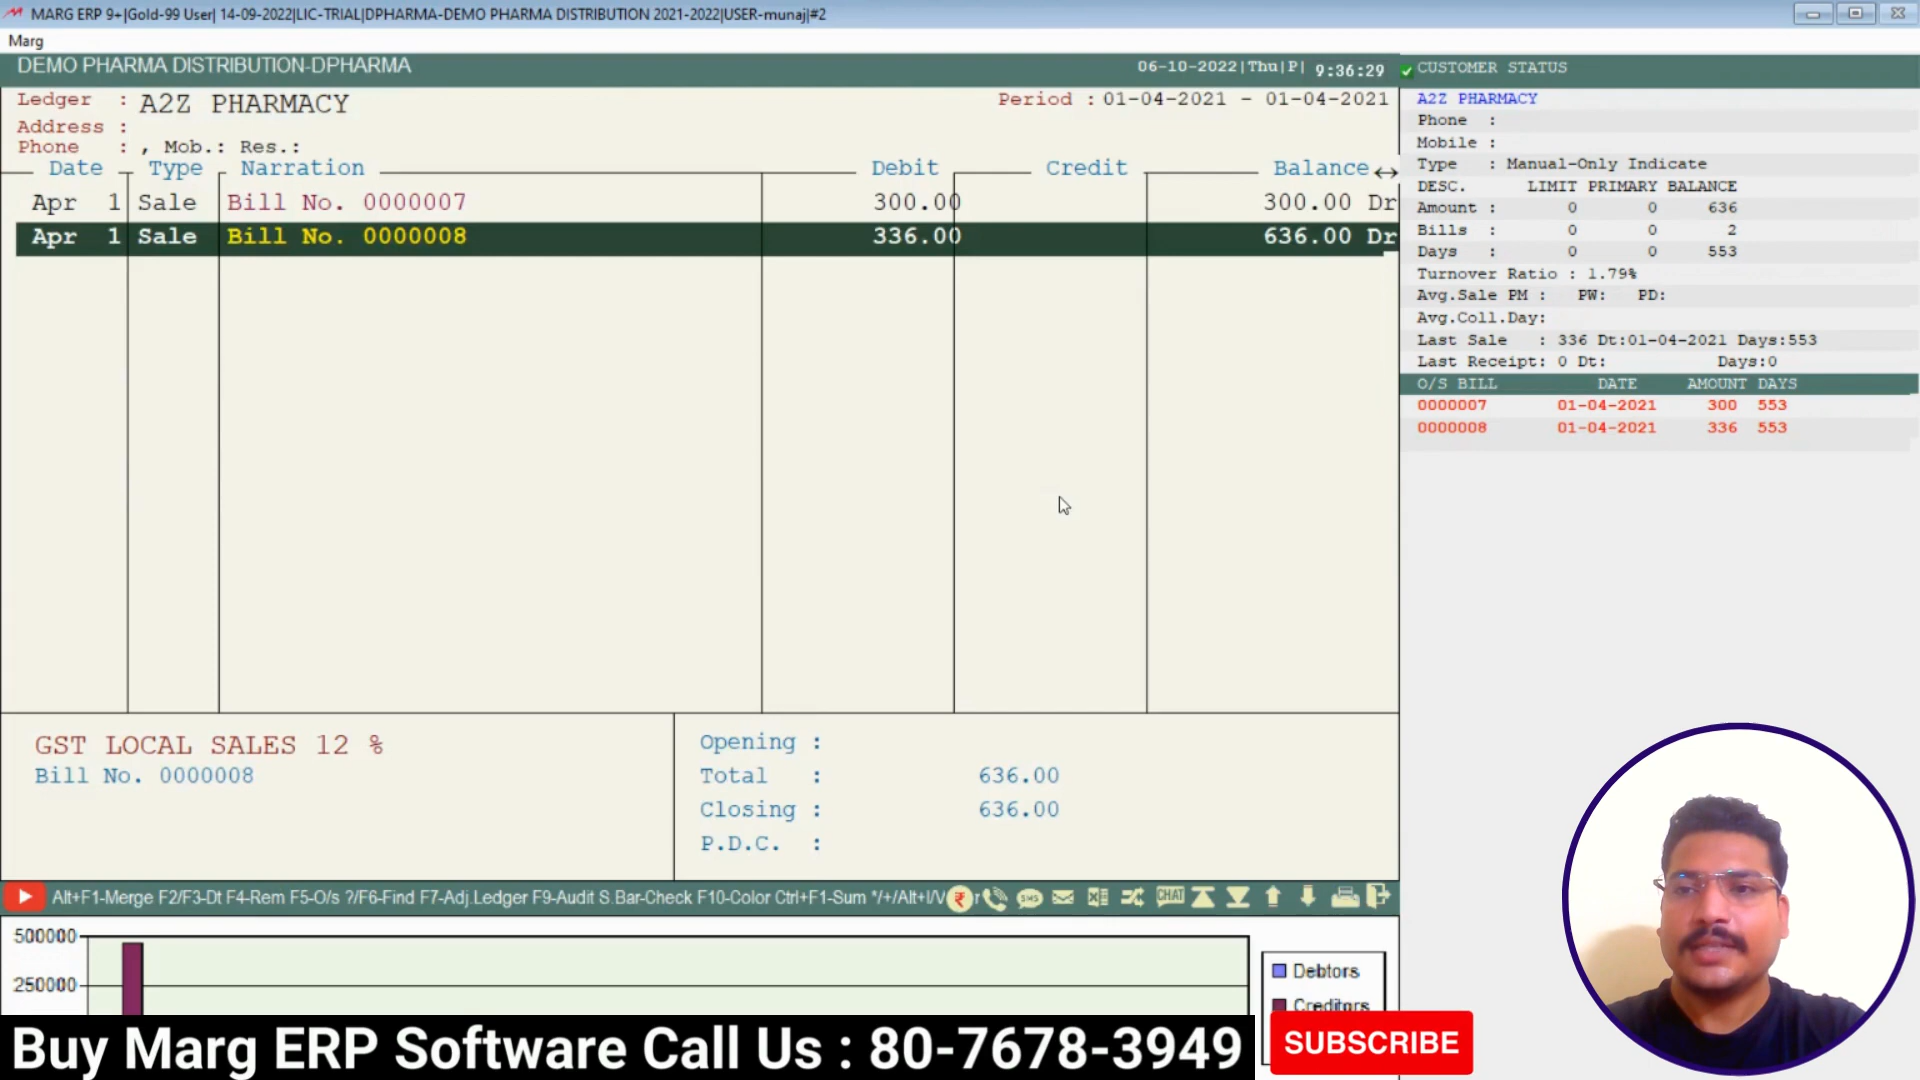 MARG ERP 9+|Gold-99 User| 14-09-2022|LIC-TRIAL|DPHARMA-DEMO PHARMA DISTRIBUTION 2021-2022|USER-munaj|#2
Marg
DEMO PHARMA DISTRIBUTION-DPHARMA 06-10-2022|Thu|P| 9:36:29
Ledger : A2Z PHARMACY Period : 01-04-2021 - 01-04-2021
Address :
Phone : , Mob.: Res.:
Date Type Narration Debit Credit Balance
Apr 1 Sale Bill No. 0000007 300.00 300.00 Dr
Apr 1 Sale Bill No. 0000008 336.00 636.00 Dr
GST LOCAL SALES 12 %
Bill No. 0000008
Opening :
Total : 636.00
Closing : 636.00
P.D.C. :
CUSTOMER STATUS
A2Z PHARMACY
Phone :
Mobile :
Type : Manual-Only Indicate
DESC. LIMIT PRIMARY BALANCE
Amount : 0 0 636
Bills : 0 0 2
Days : 0 0 553
Turnover Ratio : 1.79%
Avg.Sale PM : PW: PD:
Avg.Coll.Day:
Last Sale : 336 Dt:01-04-2021 Days:553
Last Receipt: 0 Dt: Days:0
O/S BILL DATE AMOUNT DAYS
0000007 01-04-2021 300 553
0000008 01-04-2021 336 553
Alt+F1-Merge F2/F3-Dt F4-Rem F5-O/s ?/F6-Find F7-Adj.Ledger F9-Audit S.Bar-Check F10-Color Ctrl+F1-Sum */+/Alt+I/V
SMS
CHAT
500000
250000
Debtors
Creditors
Buy Marg ERP Software Call Us : 80-7678-3949
SUBSCRIBE